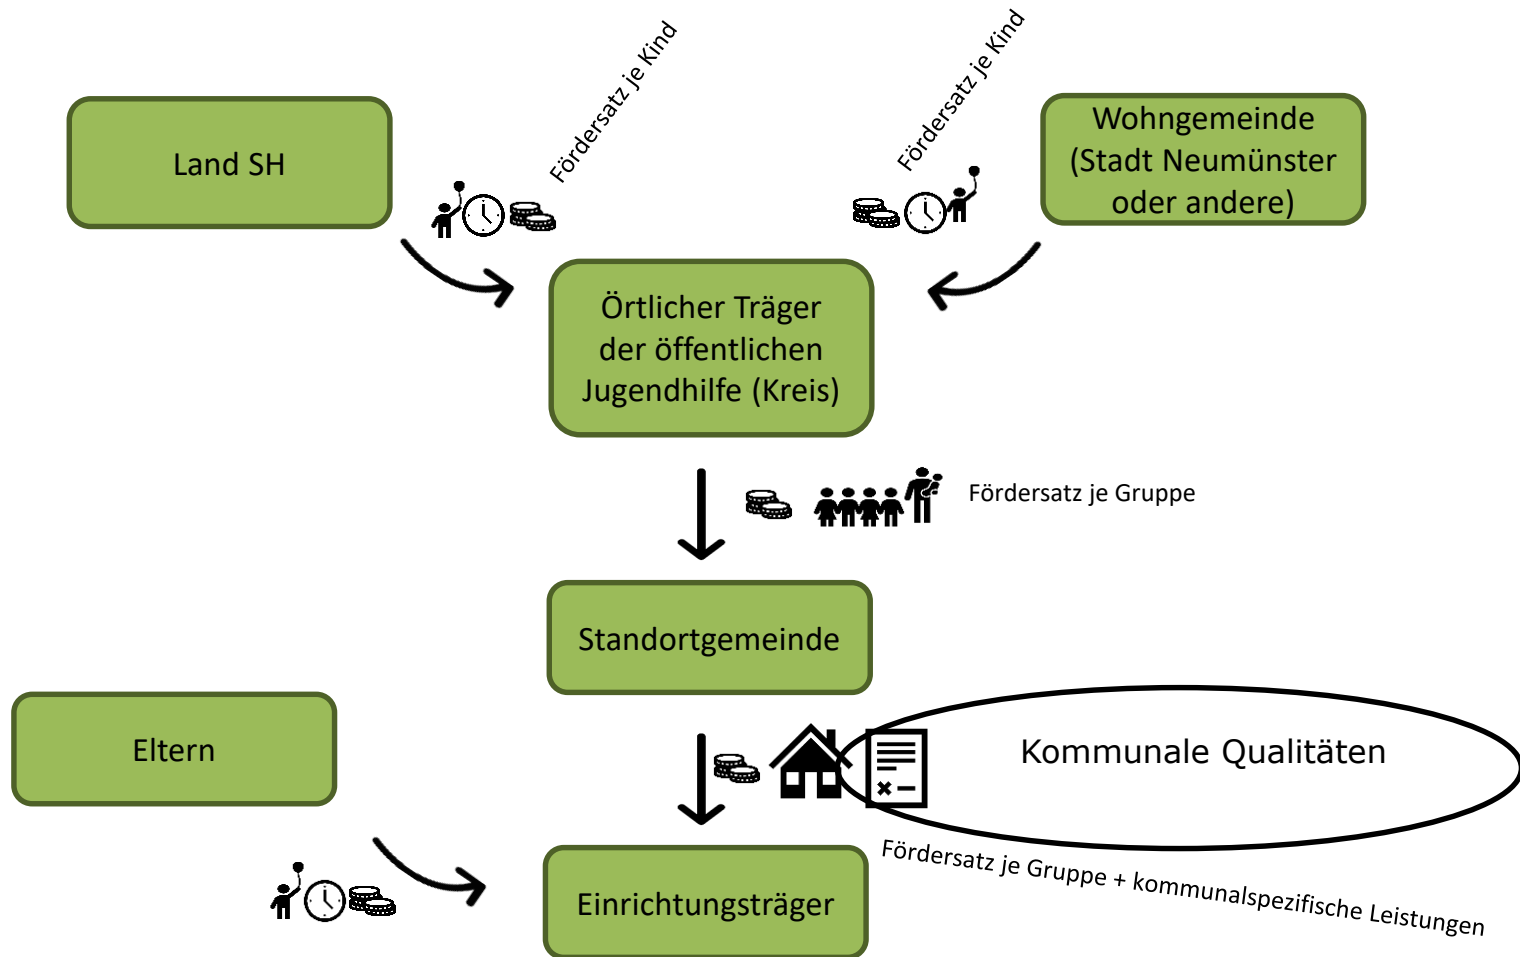 Fördersatz je Kind
Fördersatz je Kind
Land SH
Wohngemeinde
(Stadt Neumünster
oder andere)
Örtlicher Träger
der öffentlichen
Jugendhilfe (Kreis)
Fördersatz je Gruppe
Standortgemeinde
Eltern
Kommunale Qualitäten
Fördersatz je Gruppe + kommunalspezifische Leistungen
Einrichtungsträger